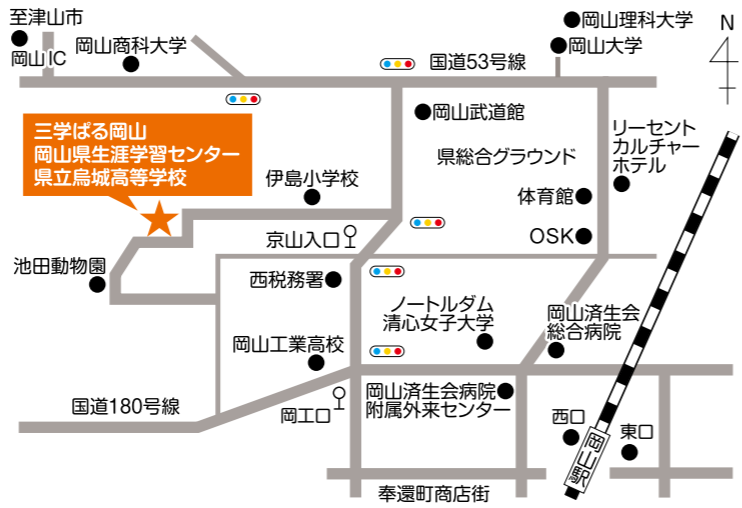 至津山市
岡山IC
岡山商科大学
国道53号線
岡山理科大学
岡山大学
N
三学ぱる岡山
岡山県生涯学習センター
県立烏城高等学校
岡山武道館
県総合グラウンド
リーセント
カルチャー
ホテル
伊島小学校
体育館
京山入口
OSK
池田動物園
西税務署
ノートルダム
清心女子大学
岡山済生会
総合病院
岡山工業高校
国道180号線
岡工口
岡山済生会病院
附属外来センター
西口
東口
岡山駅
奉還町商店街